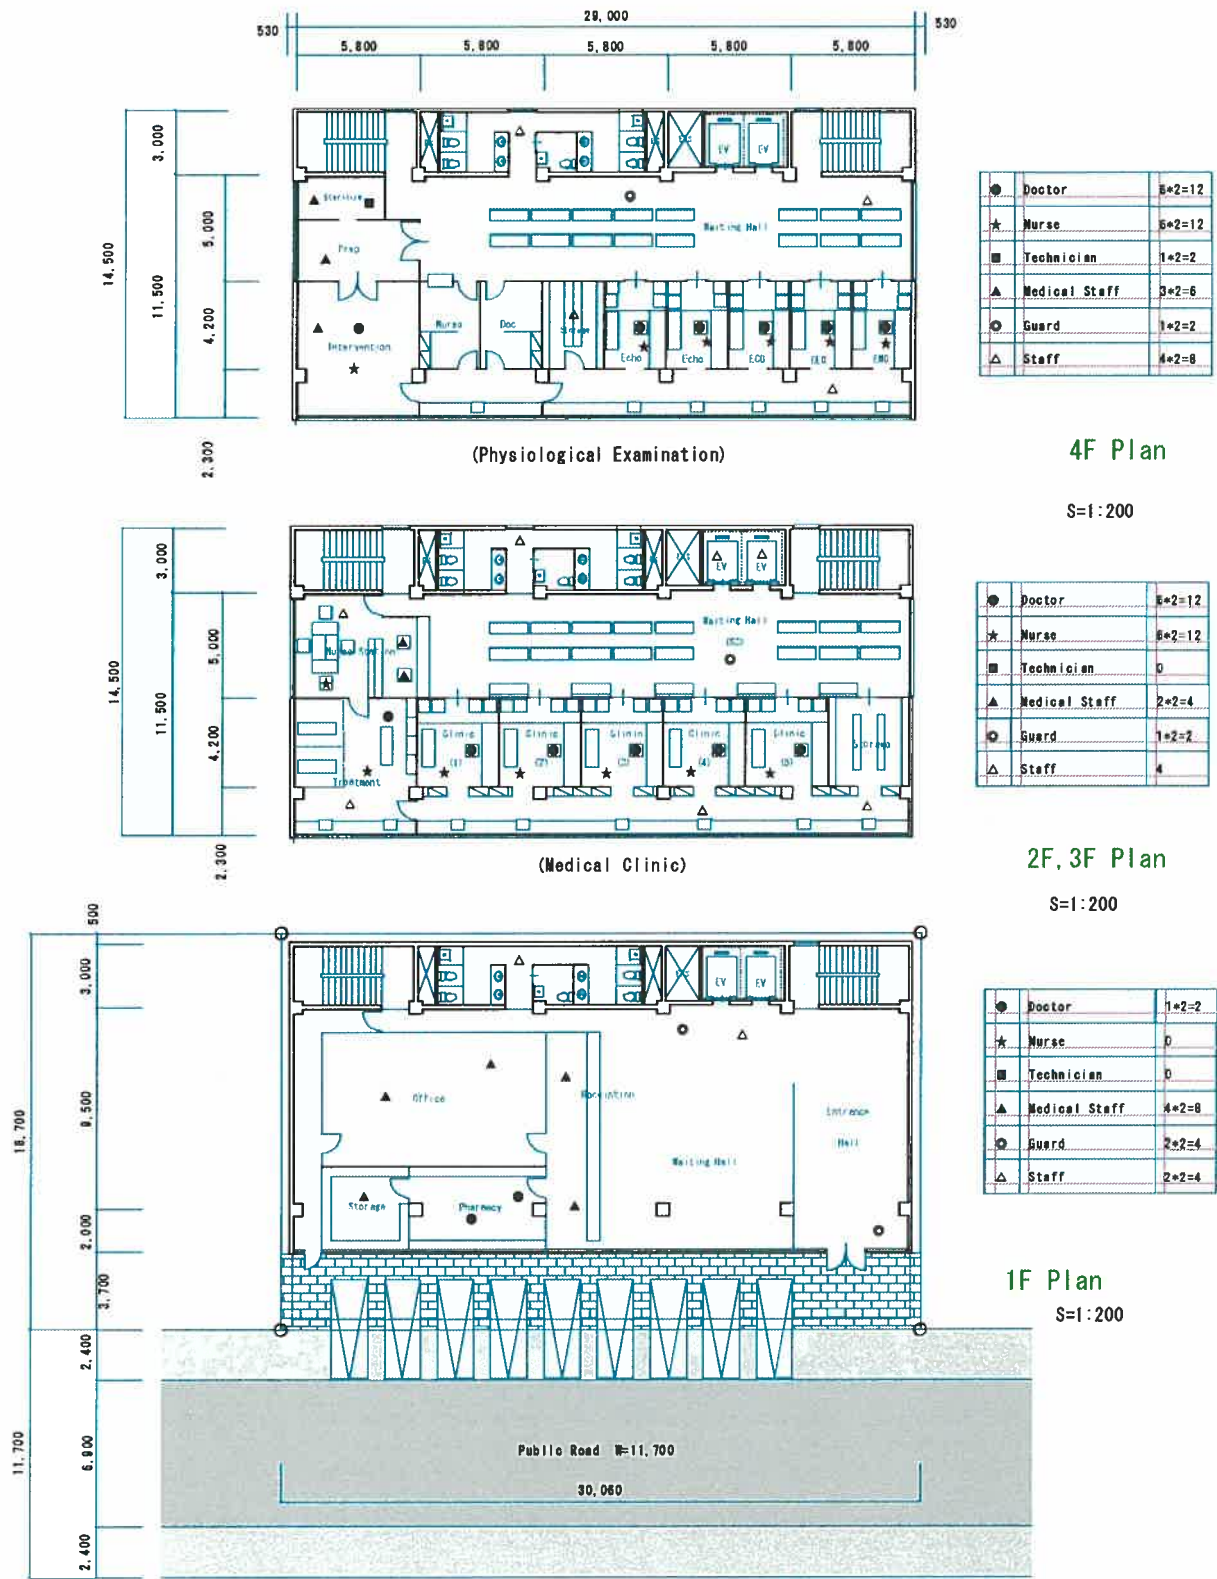 29,000
530
530
5,800
5,800
5,800
5,800
5,800
3,000
5,000
14,500
11,500
4,200
2,300
EV
EV
Sterilize
Waiting Hall
Prep
Nurse
Doc
Storage
Intervention
Echo
Echo
ECG
EEG
EMG
(Physiological Examination)
Doctor 6*2=12
Nurse 6*2=12
Technician 1*2=2
Medical Staff 3*2=6
Guard 1*2=2
Staff 4*2=8
4F Plan
S=1:200
3,000
5,000
14,500
11,500
4,200
2,300
EV
EV
Waiting Hall
(52)
Nurse Station
Clinic
(1)
Clinic
(2)
Clinic
(3)
Clinic
(4)
Clinic
(5)
Storage
Treatment
(Medical Clinic)
Doctor 6*2=12
Nurse 6*2=12
Technician 0
Medical Staff 2*2=4
Guard 1*2=2
Staff 4
2F, 3F Plan
S=1:200
500
3,000
9,500
18,700
2,000
3,700
2,400
11,700
6,900
2,400
EV
EV
Office
Reception
Entrance
Hall
Waiting Hall
Storage
Pharmacy
Doctor 1*2=2
Nurse 0
Technician 0
Medical Staff 4*2=8
Guard 2*2=4
Staff 2*2=4
1F Plan
S=1:200
Public Road W=11,700
30,060